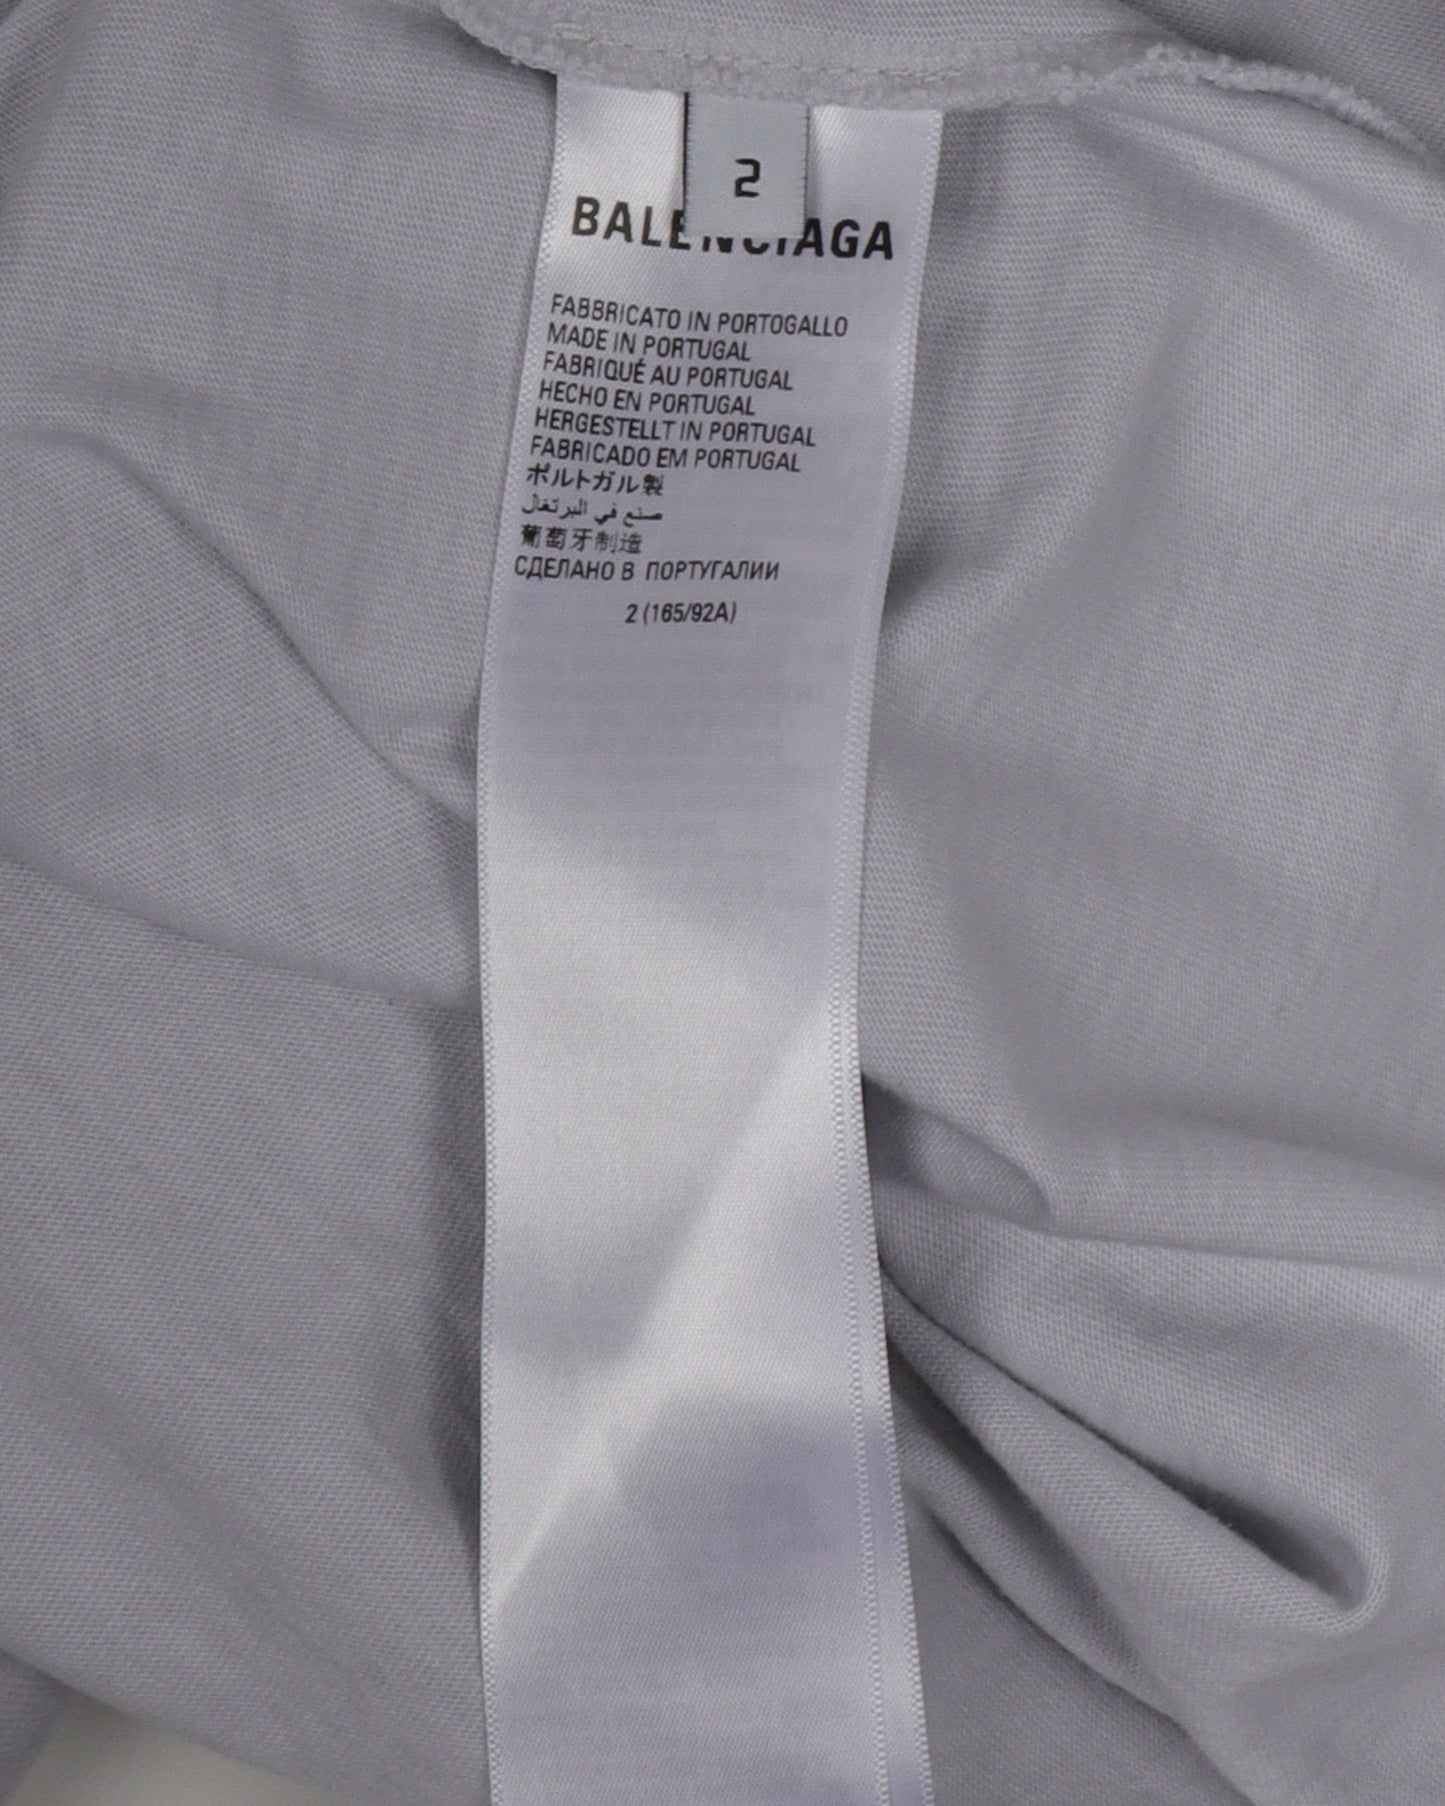 2
BALENCIAGA
FABBRICATO IN PORTOGALLO
MADE IN PORTUGAL
FABRIQUÉ AU PORTUGAL
HECHO EN PORTUGAL
HERGESTELLT IN PORTUGAL
FABRICADO EM PORTUGAL
ポルトガル製
صنع في البرتغال
葡萄牙制造
СДЕЛАНО В ПОРТУГАЛИИ
2 (165/92A)